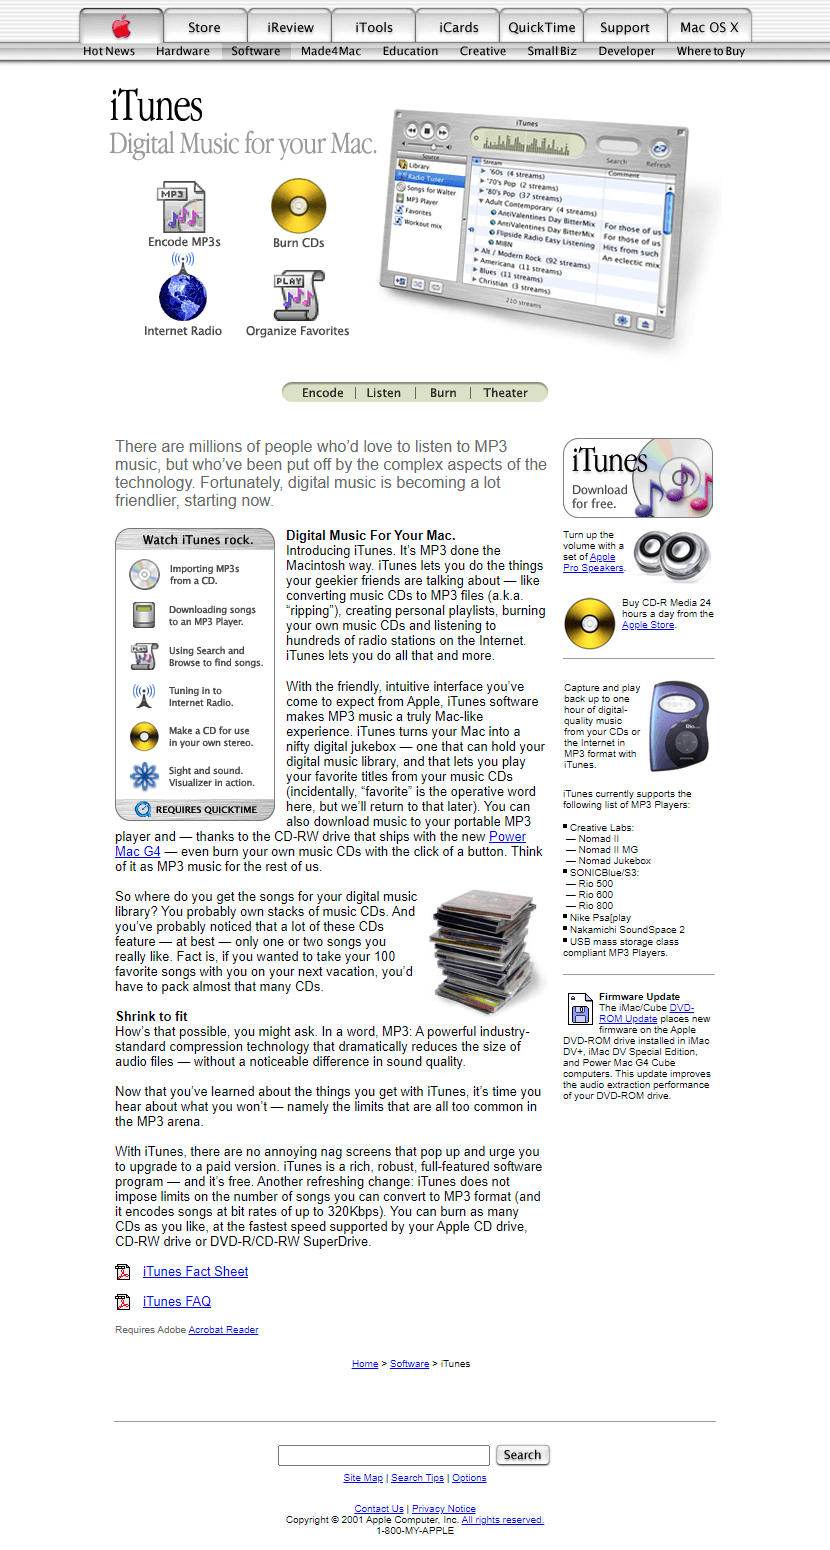 Store iReview iTools iCards QuickTime Support Mac OS X
Hot News Hardware Software Made4Mac Education Creative Small Biz Developer Where to Buy
iTunes
Digital Music for your Mac.
MP3
Encode MP3s
Burn CDs
Internet Radio
PLAY
Organize Favorites
iTunes
Search
Refresh
Source
Library
Radio Tuner
Songs for Walter
MP3 Player
Favorites
Workout mix
Stream
Comment
'60s (4 streams)
'70's Pop (2 streams)
'80's Pop (37 streams)
Adult Contemporary (4 streams)
AntiValentines Day BitterMix
For those of us
AntiValentines Day BitterMix
For those of us
Flipside Radio Easy Listening
Hits from such
MIBN
An eclectic mix
Alt / Modern Rock (92 streams)
Americana (11 streams)
Blues (11 streams)
Christian (3 streams)
210 streams
Encode | Listen | Burn | Theater
There are millions of people who’d love to listen to MP3
music, but who’ve been put off by the complex aspects of the
technology. Fortunately, digital music is becoming a lot
friendlier, starting now.
Watch iTunes rock.
Importing MP3s
from a CD.
Downloading songs
to an MP3 Player.
Using Search and
Browse to find songs.
Tuning in to
Internet Radio.
Make a CD for use
in your own stereo.
Sight and sound.
Visualizer in action.
REQUIRES QUICKTIME
Digital Music For Your Mac.
Introducing iTunes. It’s MP3 done the
Macintosh way. iTunes lets you do the things
your geekier friends are talking about — like
converting music CDs to MP3 files (a.k.a.
“ripping”), creating personal playlists, burning
your own music CDs and listening to
hundreds of radio stations on the Internet.
iTunes lets you do all that and more.
With the friendly, intuitive interface you’ve
come to expect from Apple, iTunes software
makes MP3 music a truly Mac-like
experience. iTunes turns your Mac into a
nifty digital jukebox — one that can hold your
digital music library, and that lets you play
your favorite titles from your music CDs
(incidentally, “favorite” is the operative word
here, but we’ll return to that later). You can
also download music to your portable MP3
player and — thanks to the CD-RW drive that ships with the new Power
Mac G4 — even burn your own music CDs with the click of a button. Think
of it as MP3 music for the rest of us.
So where do you get the songs for your digital music
library? You probably own stacks of music CDs. And
you’ve probably noticed that a lot of these CDs
feature — at best — only one or two songs you
really like. Fact is, if you wanted to take your 100
favorite songs with you on your next vacation, you’d
have to pack almost that many CDs.
Shrink to fit
How’s that possible, you might ask. In a word, MP3: A powerful industry-
standard compression technology that dramatically reduces the size of
audio files — without a noticeable difference in sound quality.
Now that you’ve learned about the things you get with iTunes, it’s time you
hear about what you won’t — namely the limits that are all too common in
the MP3 arena.
With iTunes, there are no annoying nag screens that pop up and urge you
to upgrade to a paid version. iTunes is a rich, robust, full-featured software
program — and it’s free. Another refreshing change: iTunes does not
impose limits on the number of songs you can convert to MP3 format (and
it encodes songs at bit rates of up to 320Kbps). You can burn as many
CDs as you like, at the fastest speed supported by your Apple CD drive,
CD-RW drive or DVD-R/CD-RW SuperDrive.
iTunes Fact Sheet
iTunes FAQ
Requires Adobe Acrobat Reader
iTunes
Download
for free.
Turn up the
volume with a
set of Apple
Pro Speakers.
Buy CD-R Media 24
hours a day from the
Apple Store.
Capture and play
back up to one
hour of digital-
quality music
from your CDs or
the Internet in
MP3 format with
iTunes.
iTunes currently supports the
following list of MP3 Players:
Creative Labs:
— Nomad II
— Nomad II MG
— Nomad Jukebox
SONICBlue/S3:
— Rio 500
— Rio 600
— Rio 800
Nike Psa[play
Nakamichi SoundSpace 2
USB mass storage class
compliant MP3 Players.
Firmware Update
The iMac/Cube DVD-
ROM Update places new
firmware on the Apple
DVD-ROM drive installed in iMac
DV+, iMac DV Special Edition,
and Power Mac G4 Cube
computers. This update improves
the audio extraction performance
of your DVD-ROM drive.
Home > Software > iTunes
Search
Site Map | Search Tips | Options
Contact Us | Privacy Notice
Copyright © 2001 Apple Computer, Inc. All rights reserved.
1-800-MY-APPLE